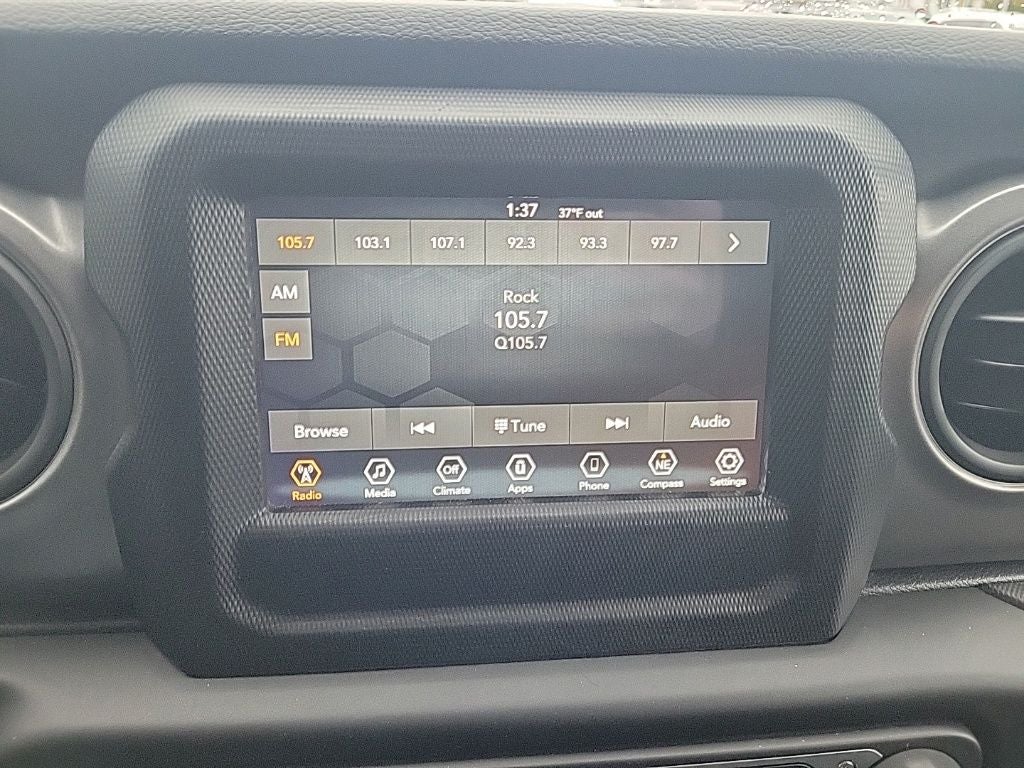 1:37 37°F out
105.7 103.1 107.1 92.3 93.3 97.7
AM
FM
Rock
105.7
Q105.7
Browse Tune Audio
Off NE
Radio Media Climate Apps Phone Compass Settings